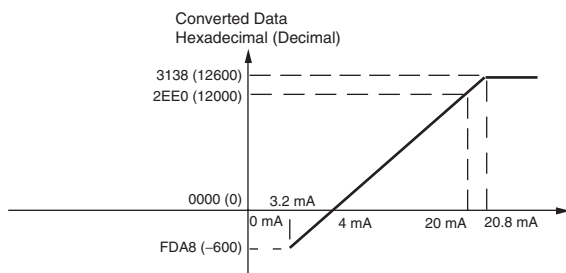 Converted Data
Hexadecimal (Decimal)
3138 (12600)
2EE0 (12000)
0000 (0)
3.2 mA
0 mA
4 mA
20 mA
20.8 mA
FDA8 (−600)